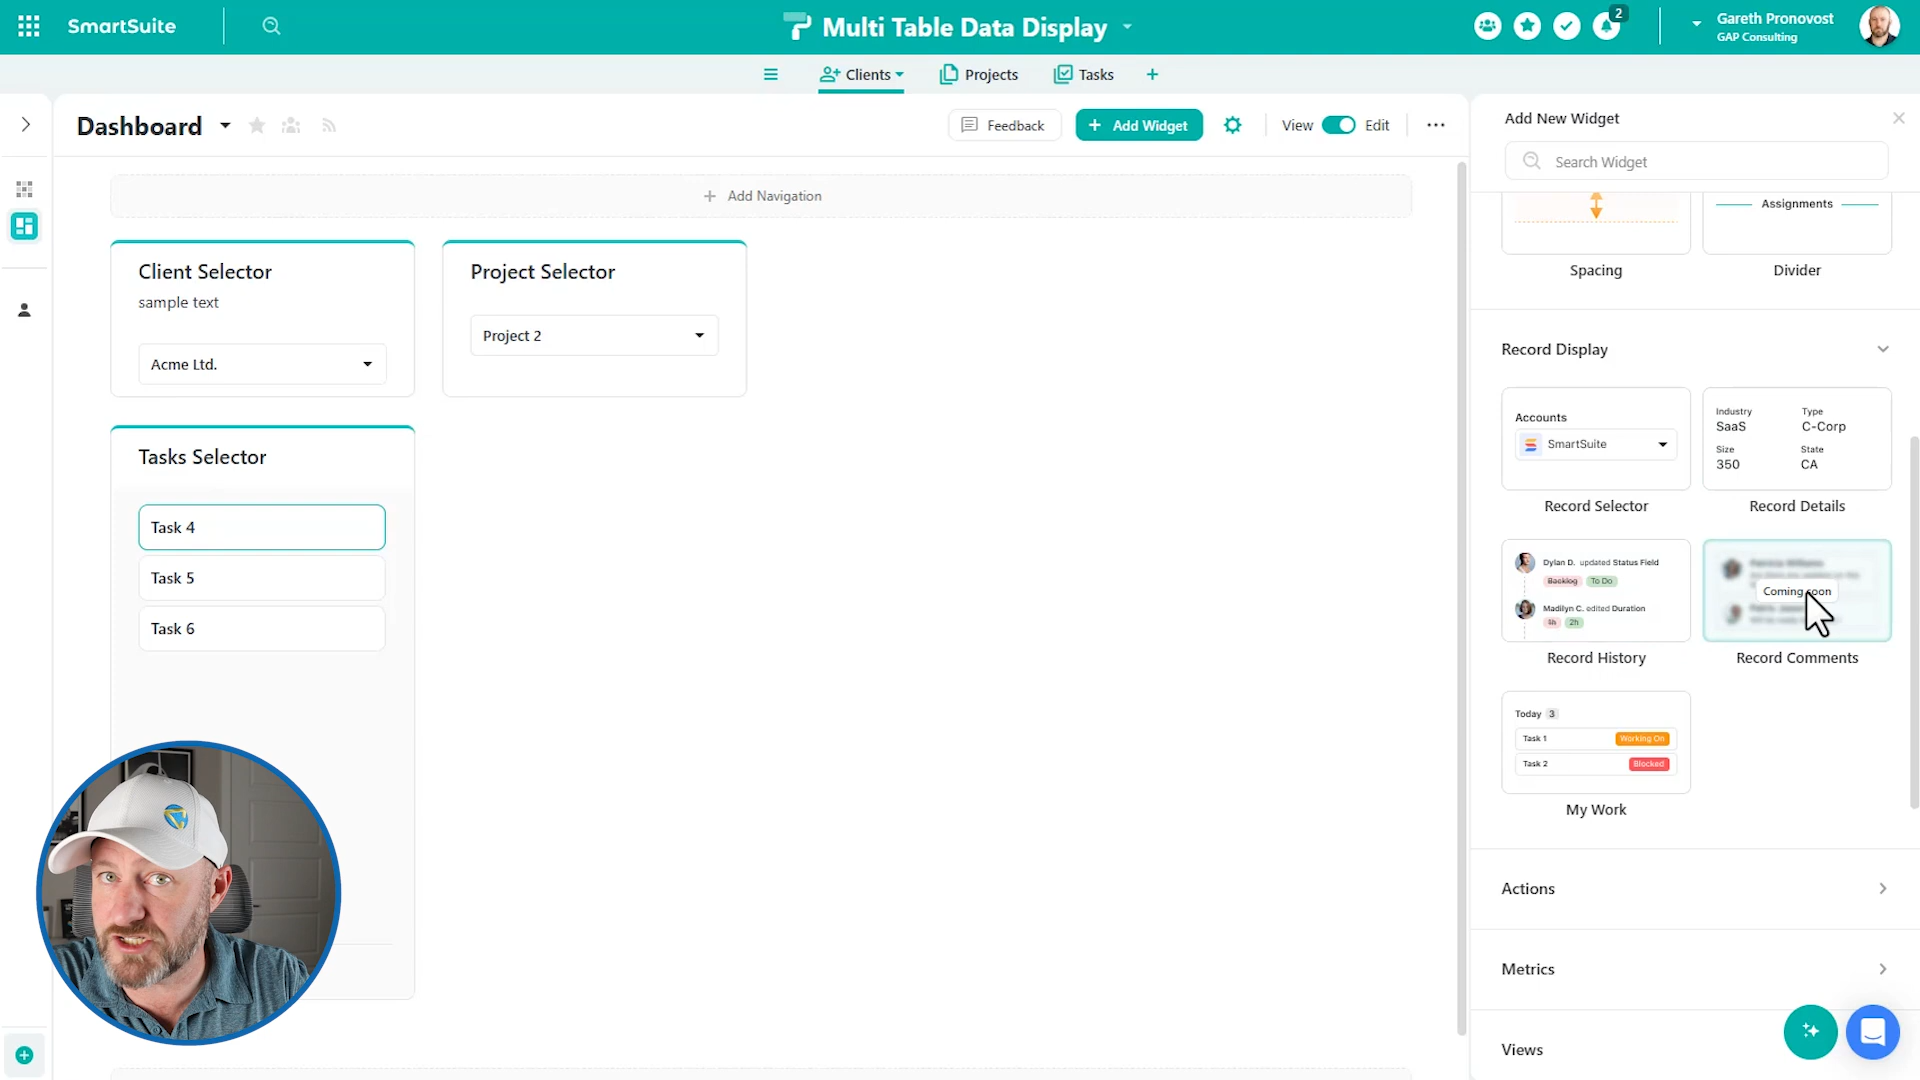 SmartSuite
Multi Table Data Display
2
Gareth Pronovost
GAP Consulting
Clients
Projects
Tasks
Dashboard
Feedback
+ Add Widget
View
Edit
+ Add Navigation
Client Selector
sample text
Acme Ltd.
Project Selector
Project 2
Tasks Selector
Task 4
Task 5
Task 6
Add New Widget
Search Widget
Assignments
Spacing
Divider
Record Display
Accounts
SmartSuite
Record Selector
Industry
Type
SaaS
C-Corp
Size
State
350
CA
Record Details
Dylan D. updated Status Field
Backlog
To Do
Madilyn C. edited Duration
1h
2h
Record History
Coming soon
Record Comments
Today 3
Task 1
Working On
Task 2
Blocked
My Work
Actions
Metrics
Views